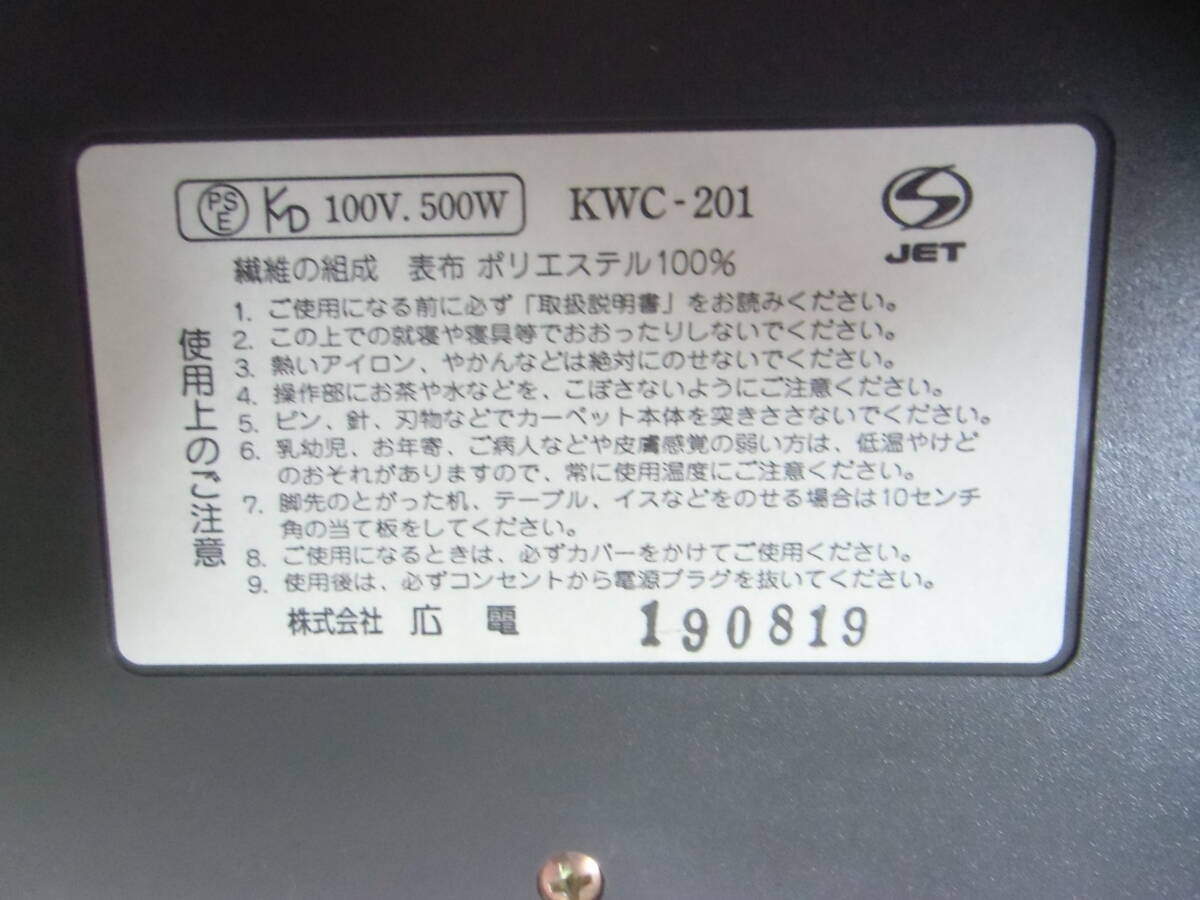 PSE KD 100V. 500W KWC-201
JET
繊維の組成 表布 ポリエステル100%
使用上のご注意
1. ご使用になる前に必ず「取扱説明書」をお読みください。
2. この上での就寝や寝具等でおおったりしないでください。
3. 熱いアイロン、やかんなどは絶対にのせないでください。
4. 操作部にお茶や水などを、こぼさないようにご注意ください。
5. ピン、針、刃物などでカーペット本体を突きささないでください。
6. 乳幼児、お年寄、ご病人などや皮膚感覚の弱い方は、低温やけど
のおそれがありますので、常に使用温度にご注意ください。
7. 脚先のとがった机、テーブル、イスなどをのせる場合は10センチ
角の当て板をしてください。
8. ご使用になるときは、必ずカバーをかけてご使用ください。
9. 使用後は、必ずコンセントから電源プラグを抜いてください。
株式会社 広電 190819